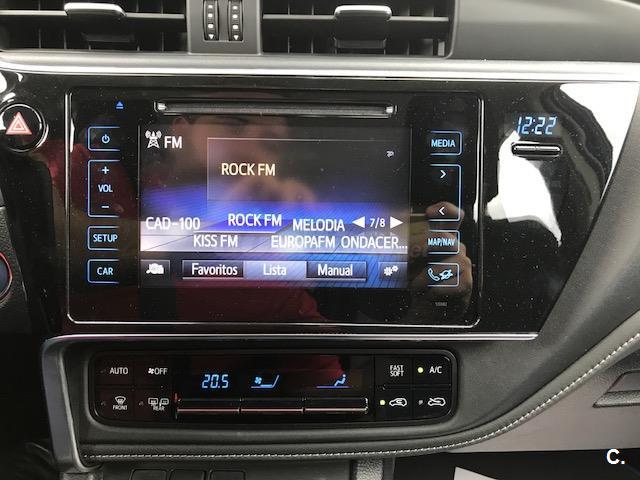 12:22
FM
MEDIA
ROCK FM
+
VOL
-
CAD-100 ROCK FM MELODIA 7/8
KISS FM EUROPAFM ONDACER...
SETUP
MAP/NAV
CAR
Favoritos Lista Manual
AUTO OFF
20.5
FAST
SOFT
A/C
FRONT
REAR
C.